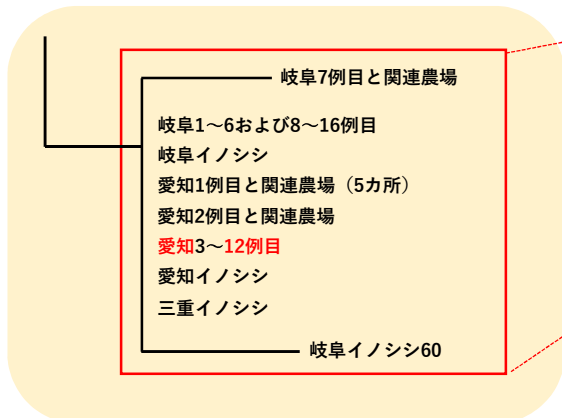 岐阜7例目と関連農場
岐阜1～6および8～16例目
岐阜イノシシ
愛知1例目と関連農場（5カ所）
愛知2例目と関連農場
愛知3～12例目
愛知イノシシ
三重イノシシ
岐阜イノシシ60